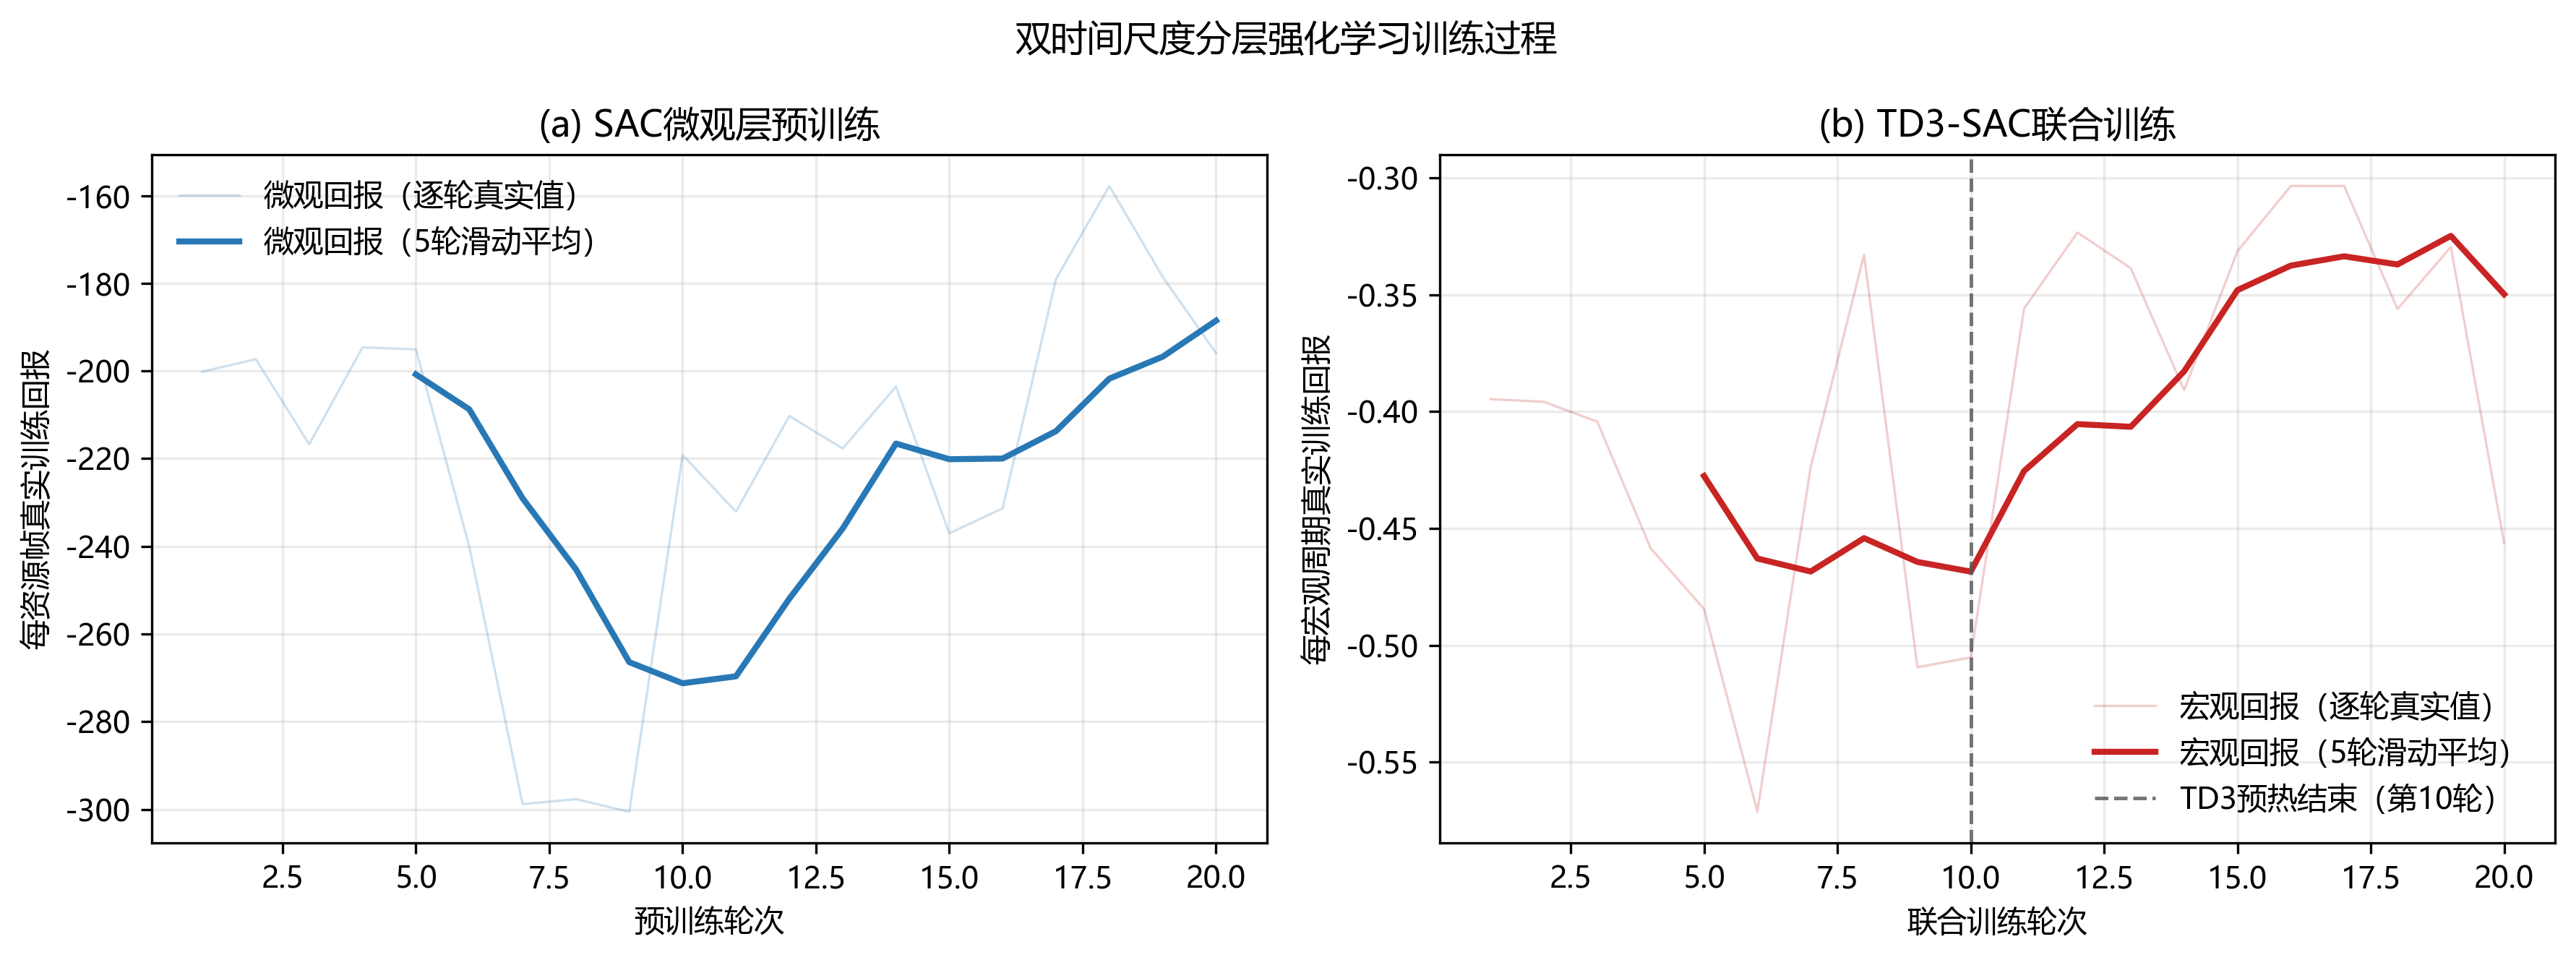 双时间尺度分层强化学习训练过程
(a) SAC微观层预训练
微观回报（逐轮真实值）
微观回报（5轮滑动平均）
每资源帧真实训练回报
-160
-180
-200
-220
-240
-260
-280
-300
2.5
5.0
7.5
10.0
12.5
15.0
17.5
20.0
预训练轮次
(b) TD3-SAC联合训练
每宏观周期真实训练回报
-0.30
-0.35
-0.40
-0.45
-0.50
-0.55
宏观回报（逐轮真实值）
宏观回报（5轮滑动平均）
TD3预热结束（第10轮）
2.5
5.0
7.5
10.0
12.5
15.0
17.5
20.0
联合训练轮次